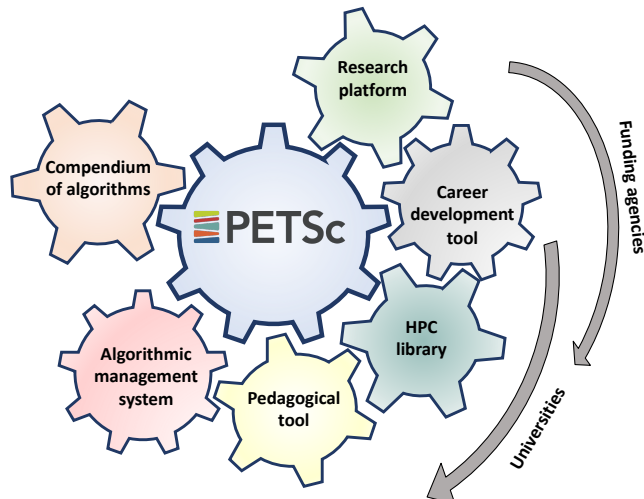 Research
platform
Compendium
of algorithms
PETSc
Career
development
tool
Funding agencies
HPC
library
Algorithmic
management
system
Pedagogical
tool
Universities